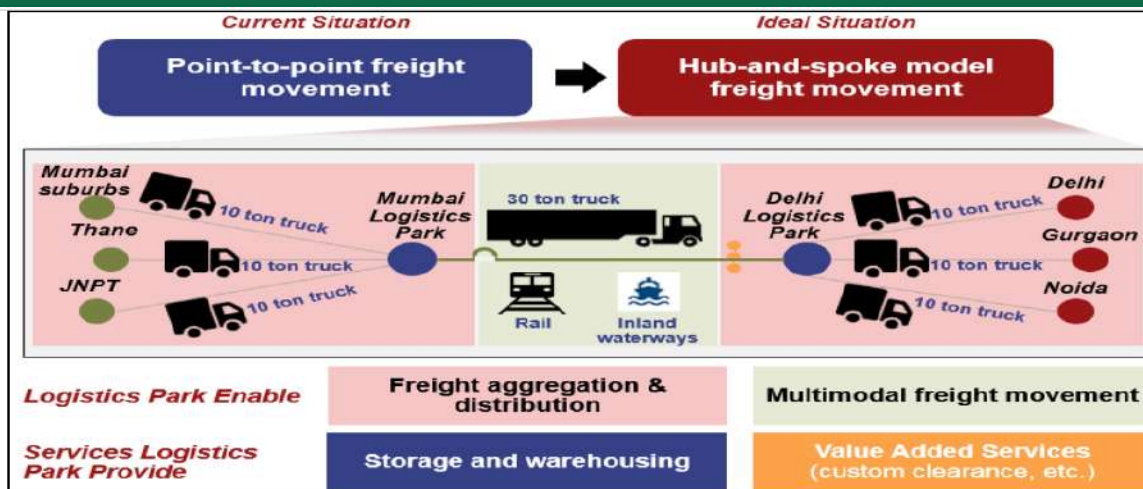 Current Situation
Ideal Situation
Point-to-point freight
movement
Hub-and-spoke model
freight movement
Mumbai
suburbs
10 ton truck
Thane
10 ton truck
JNPT
10 ton truck
Mumbai
Logistics
Park
30 ton truck
Rail
Inland
waterways
Delhi
Logistics
Park
Delhi
10 ton truck
Gurgaon
10 ton truck
Noida
10 ton truck
Logistics Park Enable
Freight aggregation &
distribution
Multimodal freight movement
Services Logistics
Park Provide
Storage and warehousing
Value Added Services
(custom clearance, etc.)